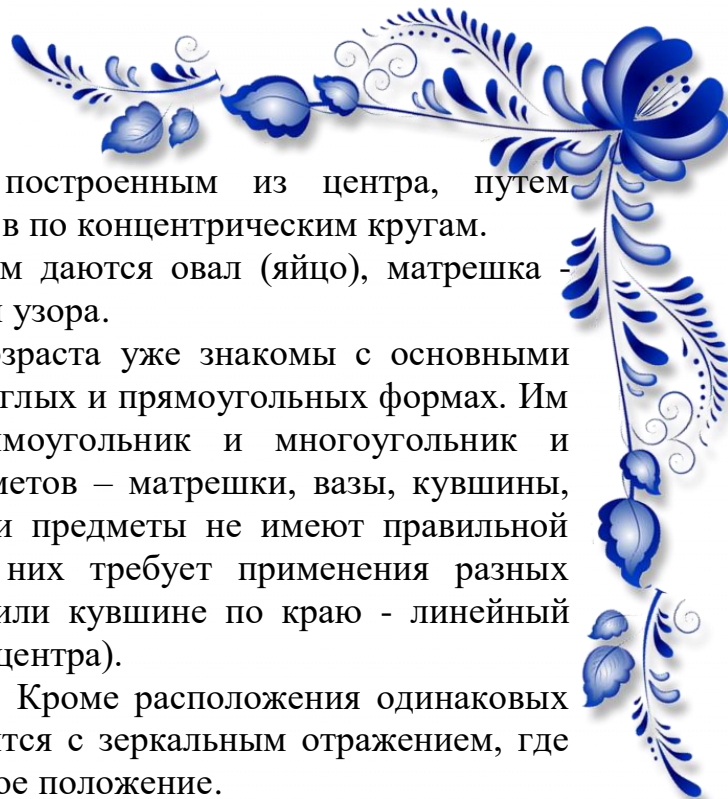 построенным из центра, путем
в по концентрическим кругам.
м даются овал (яйцо), матрешка -
узора.
зраста уже знакомы с основными
глых и прямоугольных формах. Им
моугольник и многоугольник и
метов – матрешки, вазы, кувшины,
и предметы не имеют правильной
них требует применения разных
или кувшине по краю - линейный
центра).
Кроме расположения одинаковых
тся с зеркальным отражением, где
ое положение.